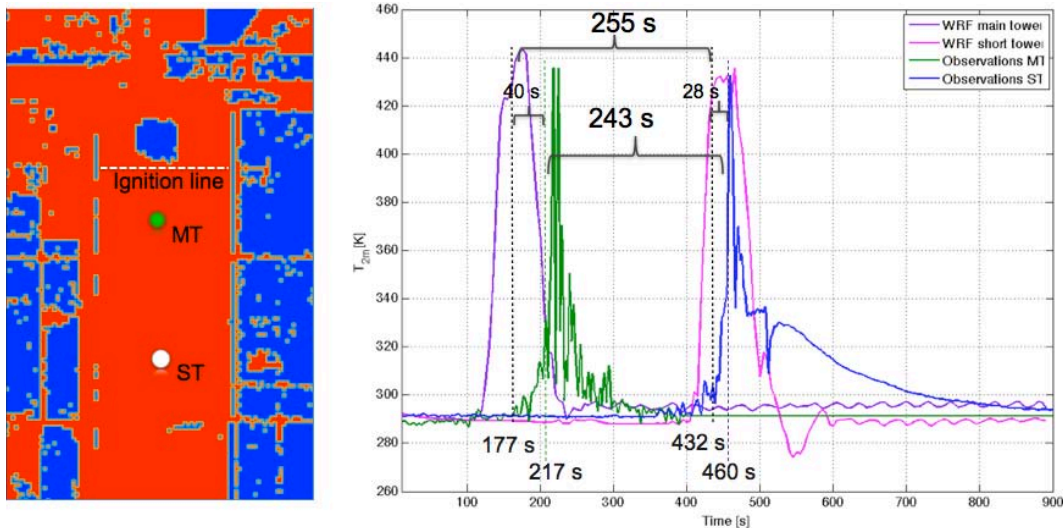 Ignition line
MT
ST
460
440
420
400
380
360
340
320
300
280
260
T2m[K]
255 s
40 s
28 s
243 s
177 s
217 s
432 s
460 s
WRF main tower
WRF short tower
Observations MT
Observations ST
100
200
300
400
500
600
700
800
900
Time [s]